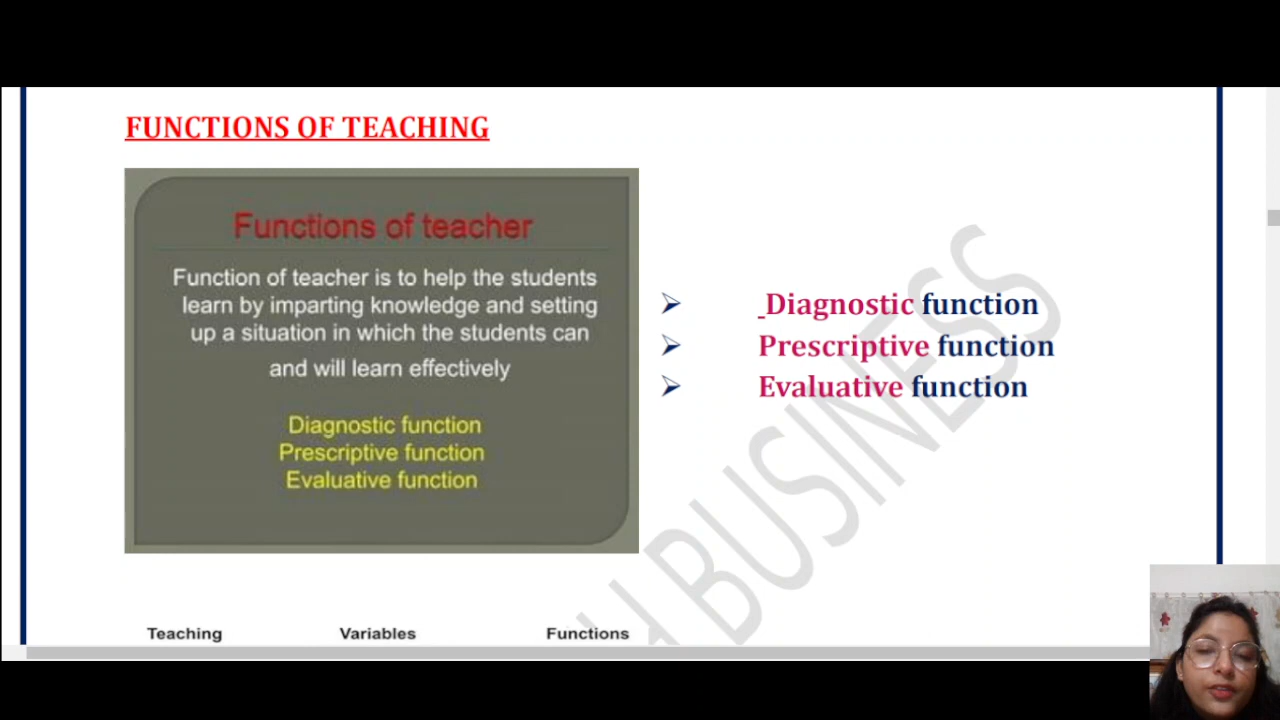 FUNCTIONS OF TEACHING
Functions of teacher
Function of teacher is to help the students
learn by imparting knowledge and setting
up a situation in which the students can
and will learn effectively
Diagnostic function
Prescriptive function
Evaluative function
➢ Diagnostic function
➢ Prescriptive function
➢ Evaluative function
BUSINESS
Teaching Variables Functions